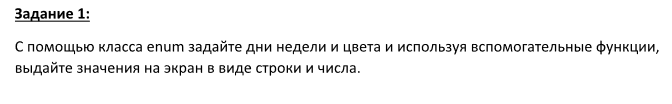 Задание 1:
С помощью класса enum задайте дни недели и цвета и используя вспомогательные функции,
выдайте значения на экран в виде строки и числа.